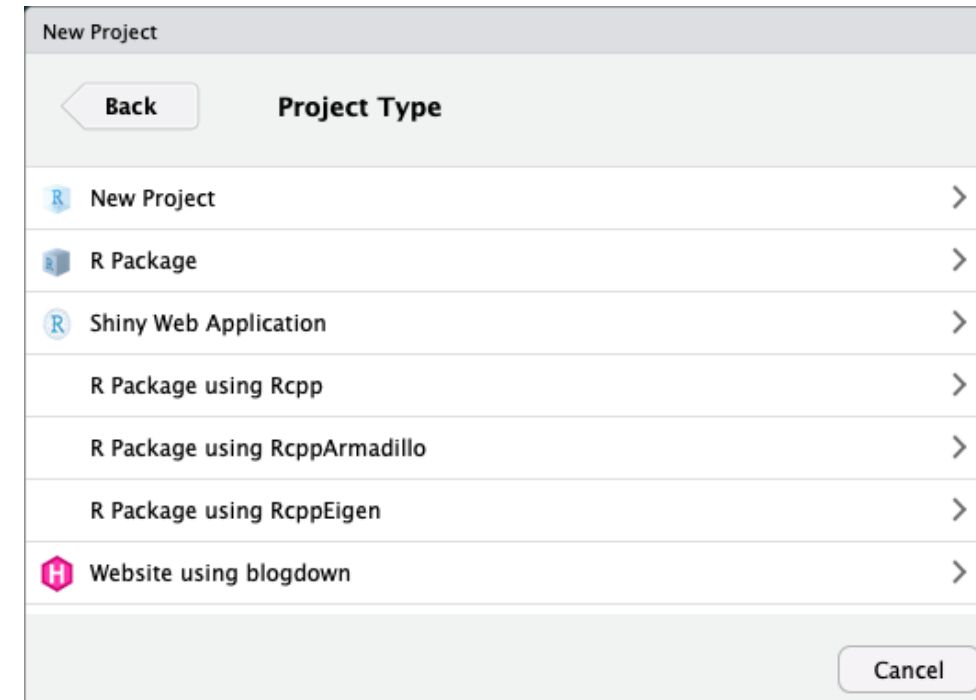 New Project
Back Project Type
R New Project
R R Package
R Shiny Web Application
R Package using Rcpp
R Package using RcppArmadillo
R Package using RcppEigen
H Website using blogdown
Cancel